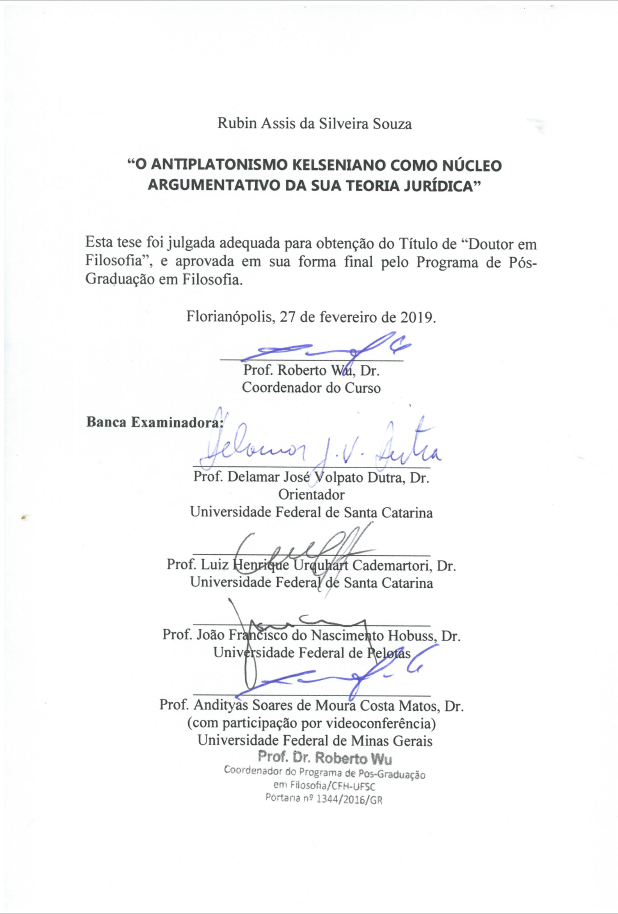 Rubin Assis da Silveira Souza
“O ANTIPLATONISMO KELSENIANO COMO NÚCLEO
ARGUMENTATIVO DA SUA TEORIA JURÍDICA”
Esta tese foi julgada adequada para obtenção do Título de “Doutor em
Filosofia”, e aprovada em sua forma final pelo Programa de Pós-
Graduação em Filosofia.
Florianópolis, 27 de fevereiro de 2019.
Prof. Roberto Wu, Dr.
Coordenador do Curso
Banca Examinadora:
Delamar J. V. Dutra
Prof. Delamar José Volpato Dutra, Dr.
Orientador
Universidade Federal de Santa Catarina
Prof. Luiz Henrique Urquhart Cademartori, Dr.
Universidade Federal de Santa Catarina
Prof. João Francisco do Nascimento Hobuss, Dr.
Universidade Federal de Pelotas
Prof. Andityas Soares de Moura Costa Matos, Dr.
(com participação por videoconferência)
Universidade Federal de Minas Gerais
Prof. Dr. Roberto Wu
Coordenador do Programa de Pós-Graduação
em Filosofia/CFH-UFSC
Portaria nº 1344/2016/GR